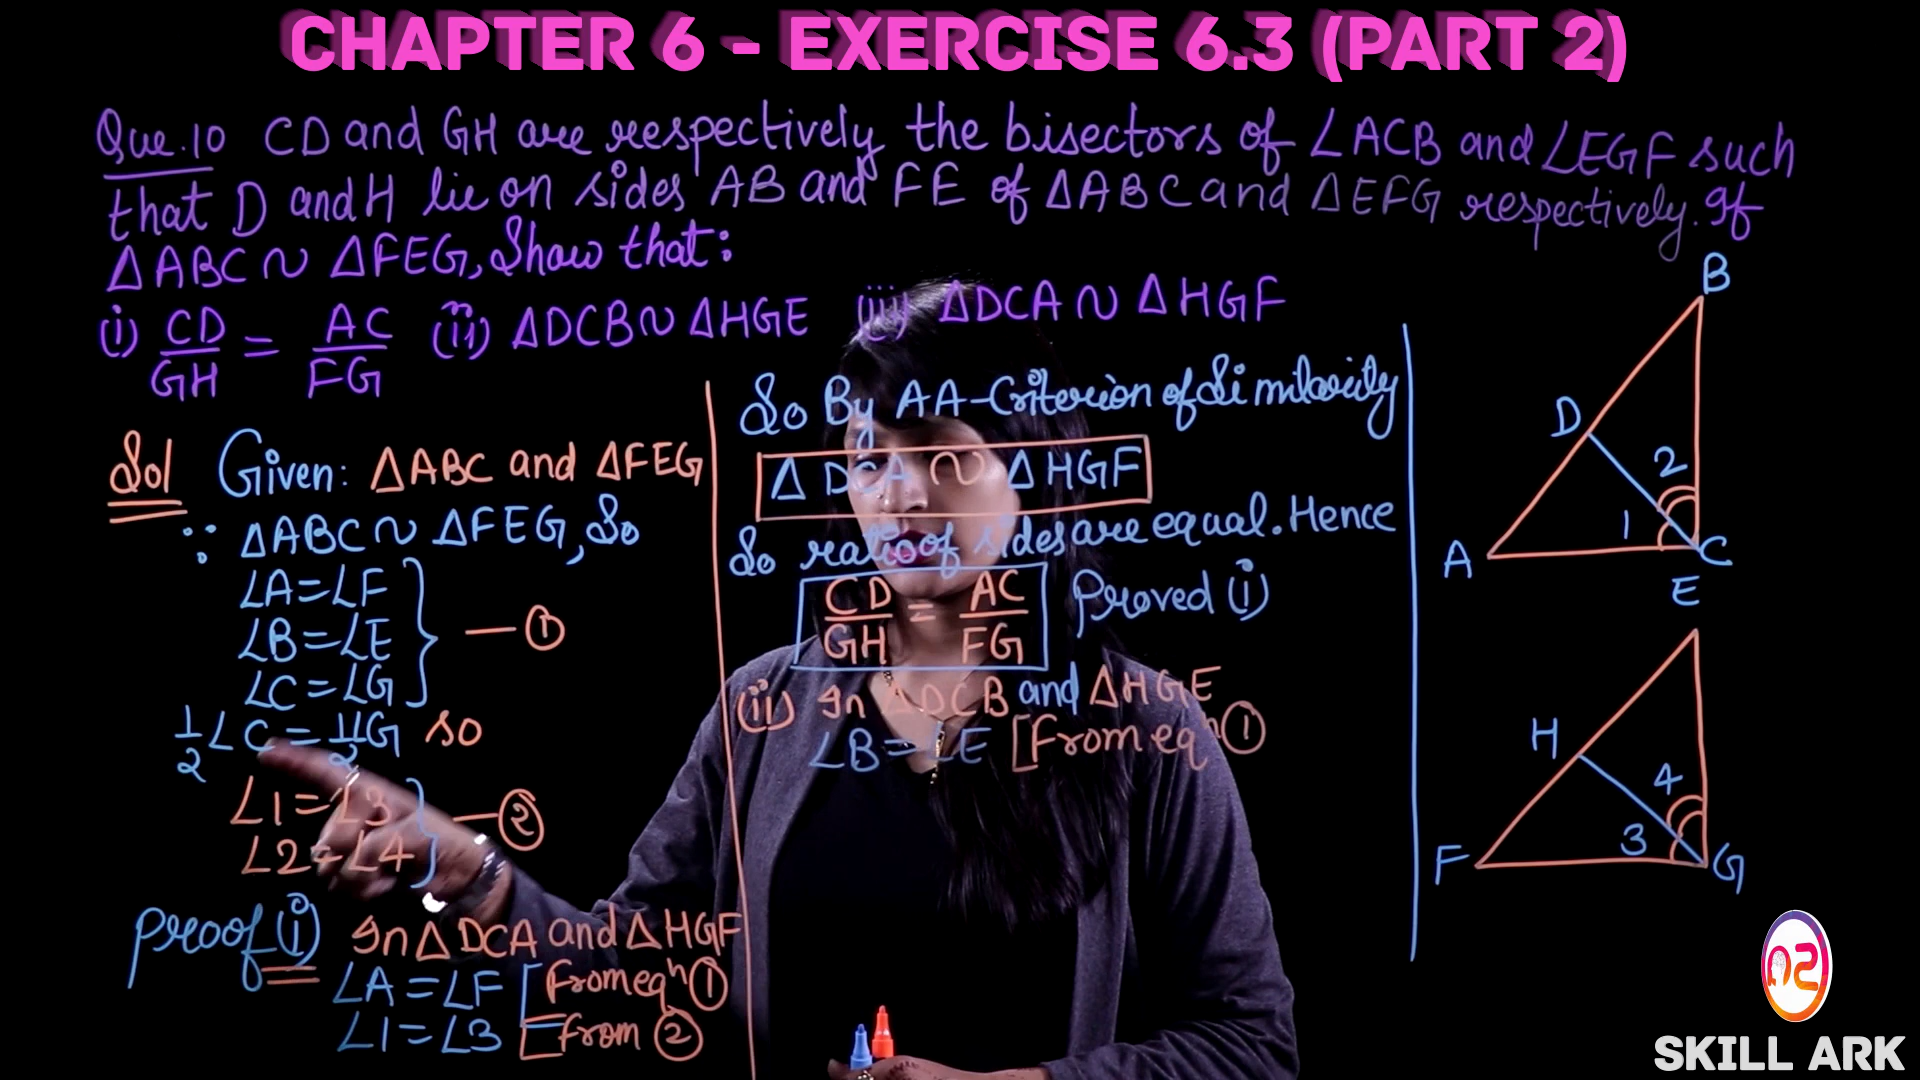 CHAPTER 6 - EXERCISE 6.3 (PART 2)
Que.10 CD and GH are respectively the bisectors of ∠ACB and ∠EGF such
that D and H lie on sides AB and FE of ΔABC and ΔEFG respectively. If
ΔABC ~ ΔFEG, Show that:
(i) CD/GH = AC/FG (ii) ΔDCB ~ ΔHGE (iii) ΔDCA ~ ΔHGF
Sol Given: ΔABC and ΔFEG
∵ ΔABC ~ ΔFEG, So
∠A = ∠F
∠B = ∠E
∠C = ∠G
— ①
1/2 ∠C = 1/2 ∠G so
∠1 = ∠3
∠2 = ∠4
— ②
Proof (i) In Δ DCA and Δ HGF
∠A = ∠F [From eqⁿ ①
∠1 = ∠3 [From ②
So By AA-Criterion of Similarity
Δ DCA ~ Δ HGF
So ratio of sides are equal. Hence
CD/GH = AC/FG Proved (i)
(ii) In ΔDCB and ΔHGE
∠B = ∠E [From eqⁿ ①
B
D
2
1
A
C
E
H
4
3
F
G
SKILL ARK